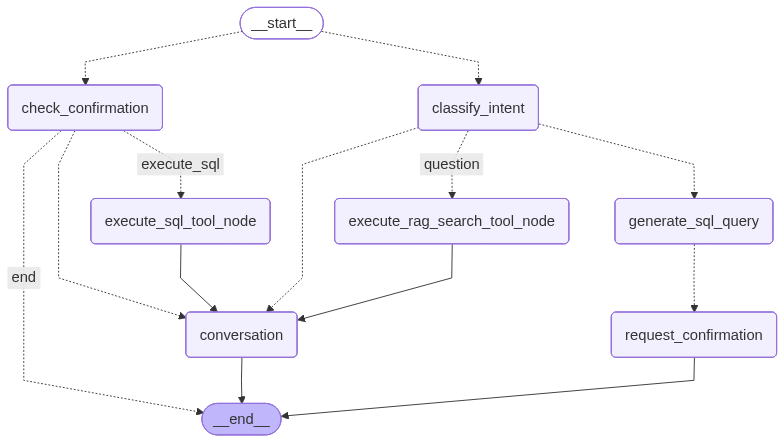 __start__
check_confirmation
classify_intent
execute_sql
question
execute_sql_tool_node
execute_rag_search_tool_node
generate_sql_query
end
conversation
request_confirmation
__end__